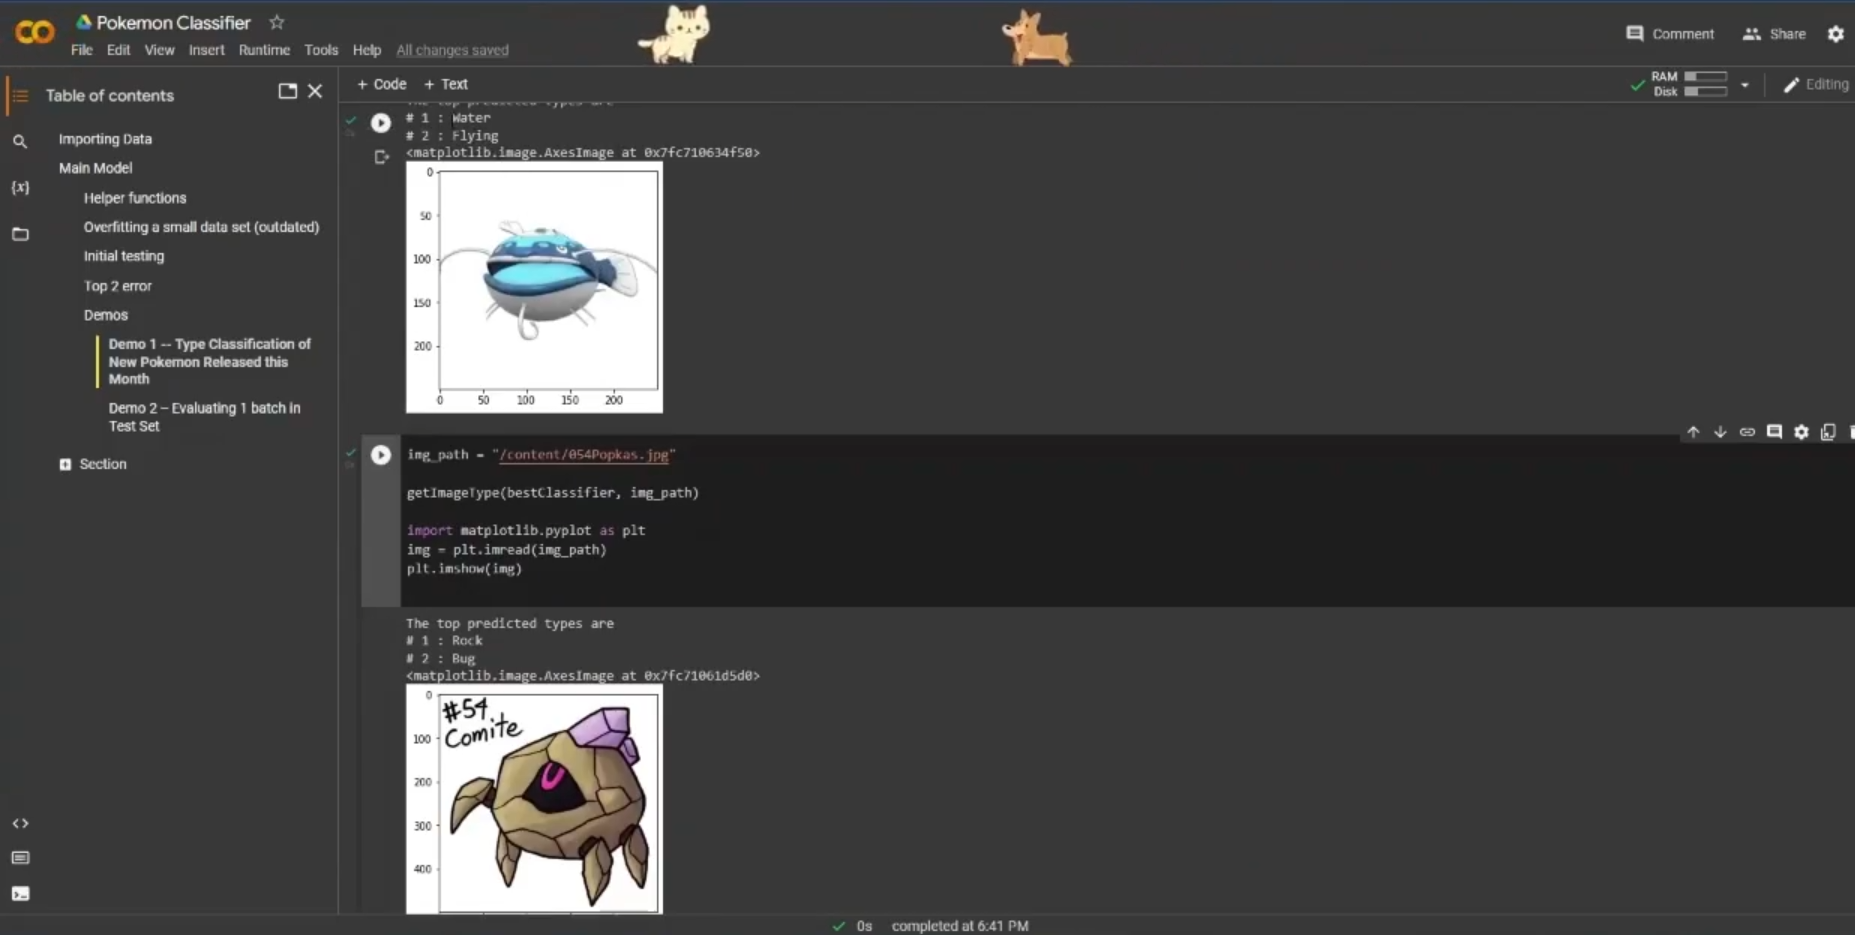 Pokemon Classifier
File Edit View Insert Runtime Tools Help All changes saved
Comment Share
Table of contents
Importing Data
Main Model
Helper functions
Overfitting a small data set (outdated)
Initial testing
Top 2 error
Demos
Demo 1 -- Type Classification of
New Pokemon Released this
Month
Demo 2 – Evaluating 1 batch in
Test Set
Section
+ Code + Text
RAM
Disk
Editing
The top predicted types are
# 1 : Water
# 2 : Flying
<matplotlib.image.AxesImage at 0x7fc710634f50>
0
50
100
150
200
0 50 100 150 200
img_path = "/content/054Popkas.jpg"
getImageType(bestClassifier, img_path)
import matplotlib.pyplot as plt
img = plt.imread(img_path)
plt.imshow(img)
The top predicted types are
# 1 : Rock
# 2 : Bug
<matplotlib.image.AxesImage at 0x7fc71061d5d0>
0
100
200
300
400
#54
Comite
{x}
<>
0s completed at 6:41 PM